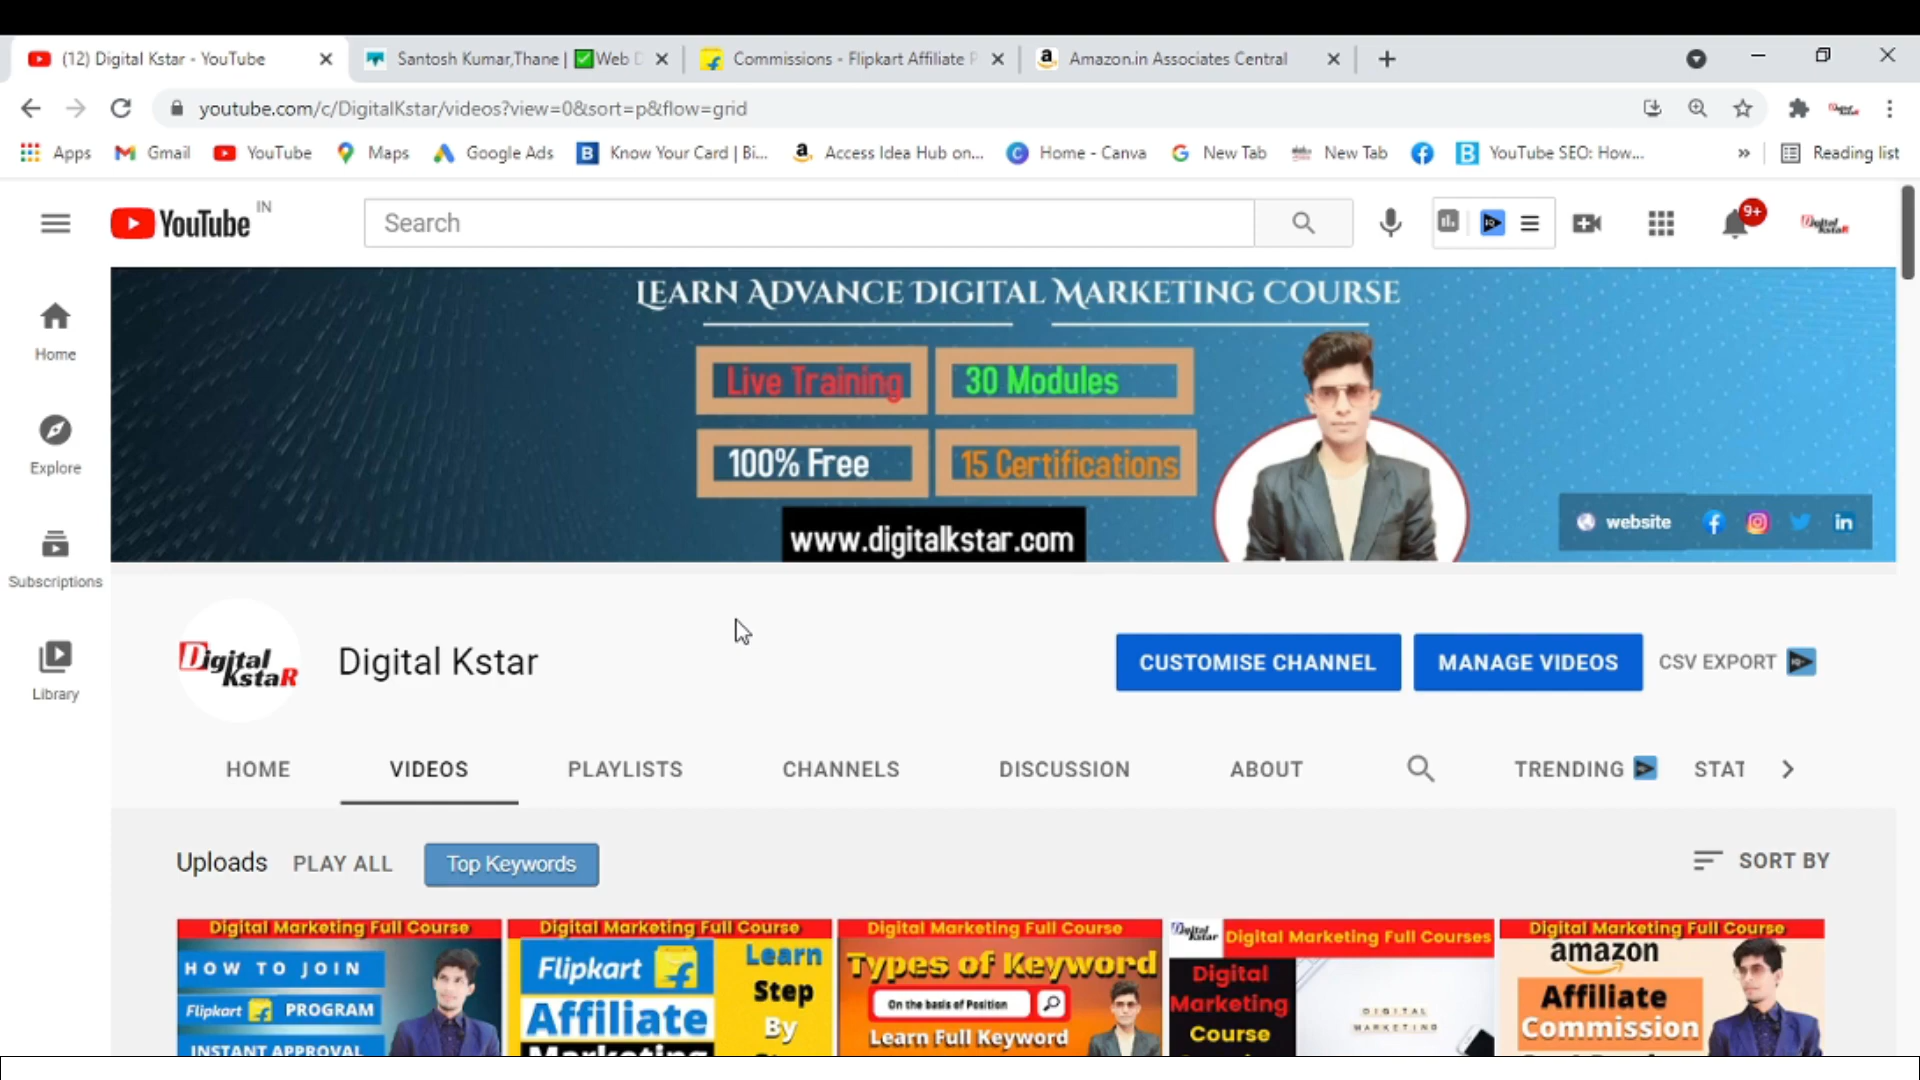 (12) Digital Kstar - YouTube
Santosh Kumar,Thane | ✅Web D
Commissions - Flipkart Affiliate P
Amazon.in Associates Central
youtube.com/c/DigitalKstar/videos?view=0&sort=p&flow=grid
Apps
Gmail
YouTube
Maps
Google Ads
Know Your Card | Bi...
Access Idea Hub on...
Home - Canva
New Tab
New Tab
YouTube SEO: How...
»
Reading list
YouTube IN
Search
9+
Digital KstaR
Home
Explore
Subscriptions
Library
LEARN ADVANCE DIGITAL MARKETING COURSE
Live Training
30 Modules
100% Free
15 Certifications
www.digitalkstar.com
website
Digital KstaR
Digital Kstar
CUSTOMISE CHANNEL
MANAGE VIDEOS
CSV EXPORT
HOME
VIDEOS
PLAYLISTS
CHANNELS
DISCUSSION
ABOUT
TRENDING
STAT
Uploads
PLAY ALL
Top Keywords
SORT BY
Digital Marketing Full Course
HOW TO JOIN
Flipkart PROGRAM
INSTANT APPROVAL
Digital Marketing Full Course
Flipkart
Affiliate
Marketing
Learn
Step
By
Digital Marketing Full Course
Types of Keyword
On the basis of Position
Learn Full Keyword
Digital Kstar
Digital Marketing Full Courses
Digital
Marketing
Course
DIGITAL
MARKETING
Digital Marketing Full Course
amazon
Affiliate
Commission